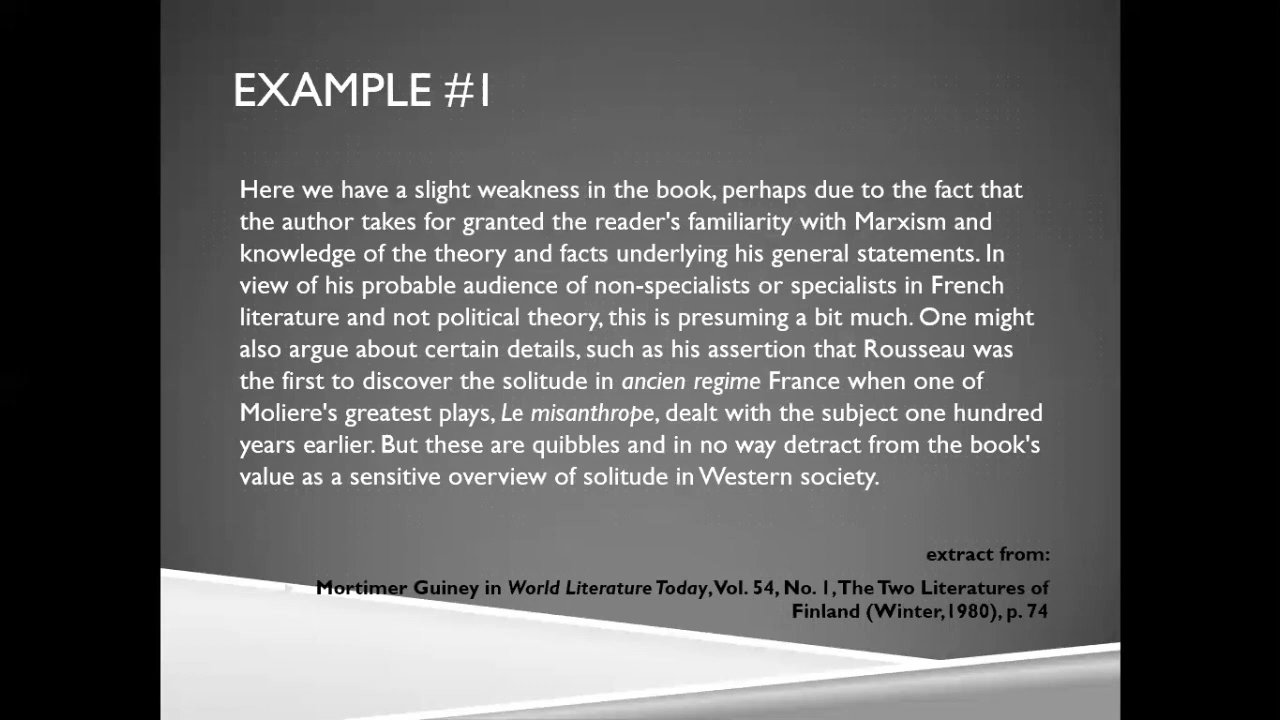 EXAMPLE #1
Here we have a slight weakness in the book, perhaps due to the fact that
the author takes for granted the reader's familiarity with Marxism and
knowledge of the theory and facts underlying his general statements. In
view of his probable audience of non-specialists or specialists in French
literature and not political theory, this is presuming a bit much. One might
also argue about certain details, such as his assertion that Rousseau was
the first to discover the solitude in ancien regime France when one of
Moliere's greatest plays, Le misanthrope, dealt with the subject one hundred
years earlier. But these are quibbles and in no way detract from the book's
value as a sensitive overview of solitude in Western society.
extract from:
Mortimer Guiney in World Literature Today, Vol. 54, No. 1, The Two Literatures of
Finland (Winter,1980), p. 74